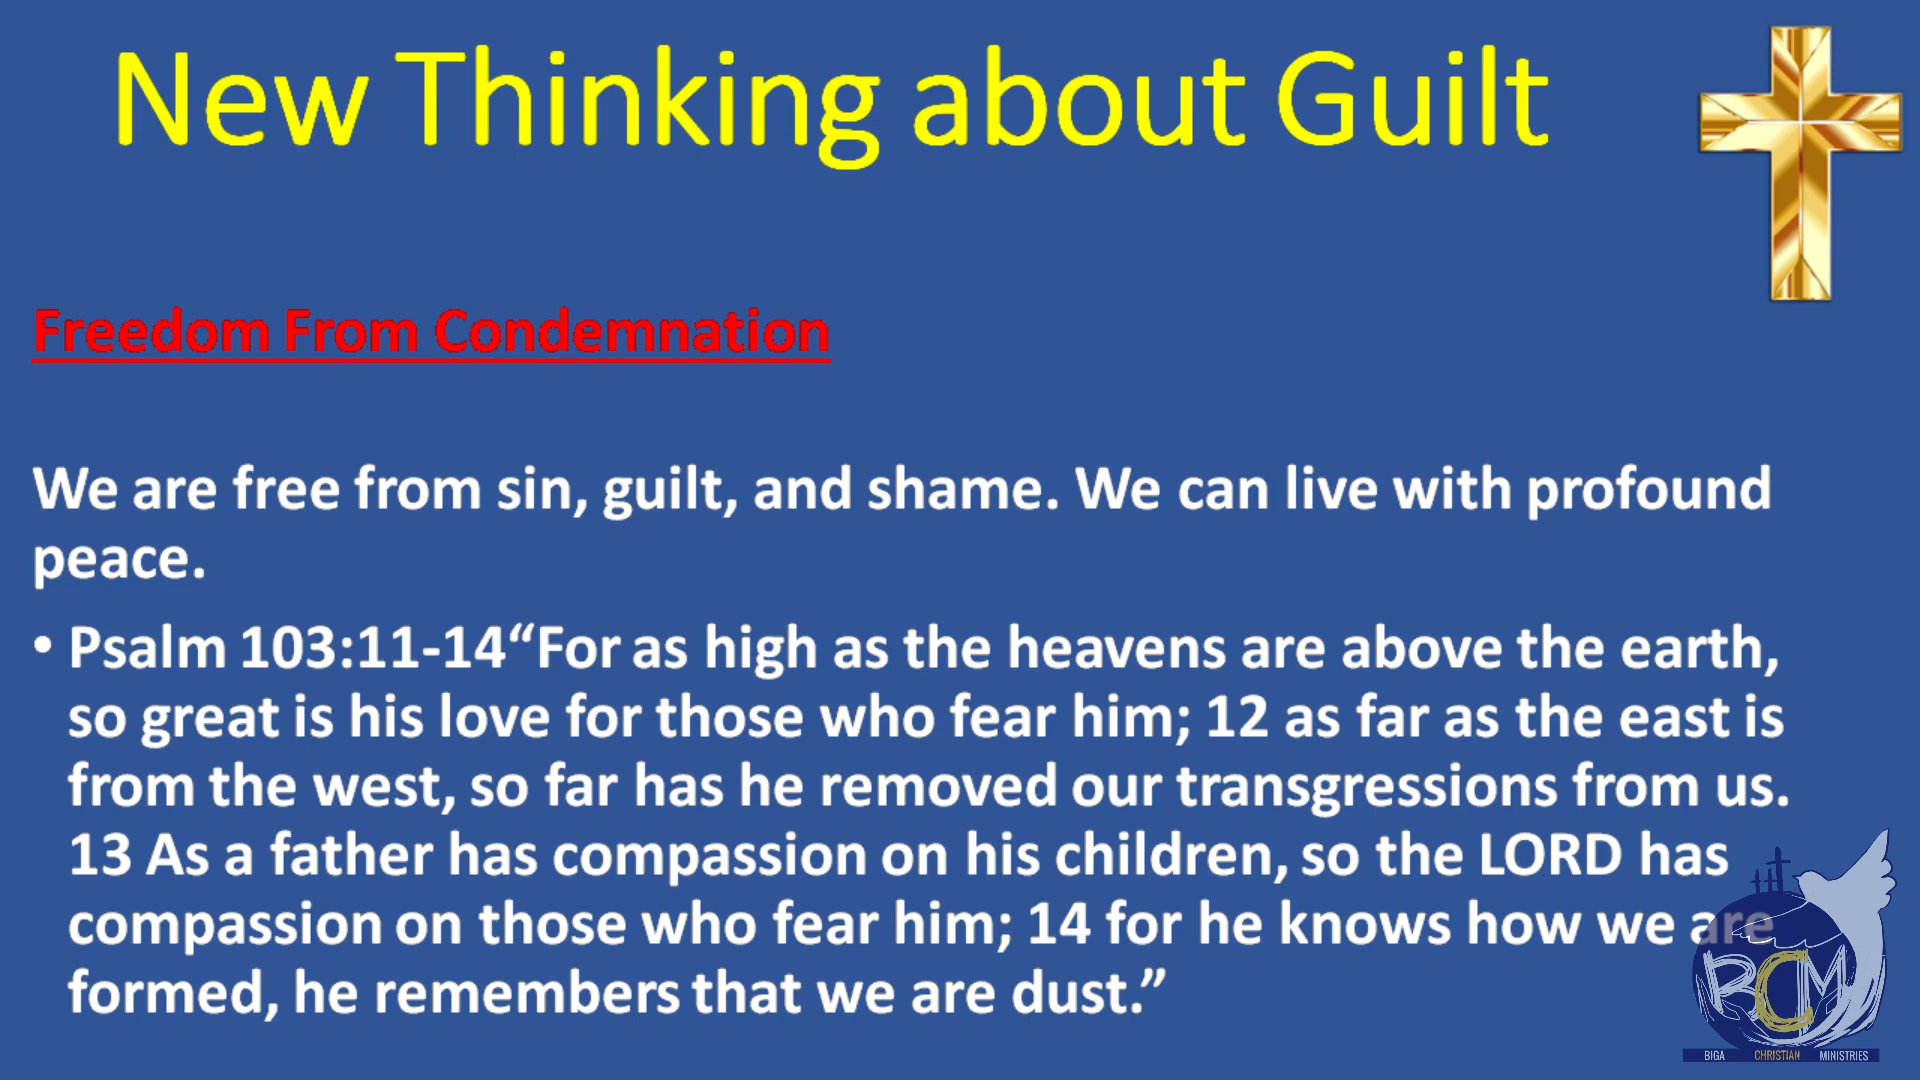 New Thinking about Guilt
Freedom From Condemnation
We are free from sin, guilt, and shame. We can live with profound
peace.
• Psalm 103:11-14“For as high as the heavens are above the earth,
so great is his love for those who fear him; 12 as far as the east is
from the west, so far has he removed our transgressions from us.
13 As a father has compassion on his children, so the LORD has
compassion on those who fear him; 14 for he knows how we are
formed, he remembers that we are dust.”
BCM
BIGA CHRISTIAN MINISTRIES